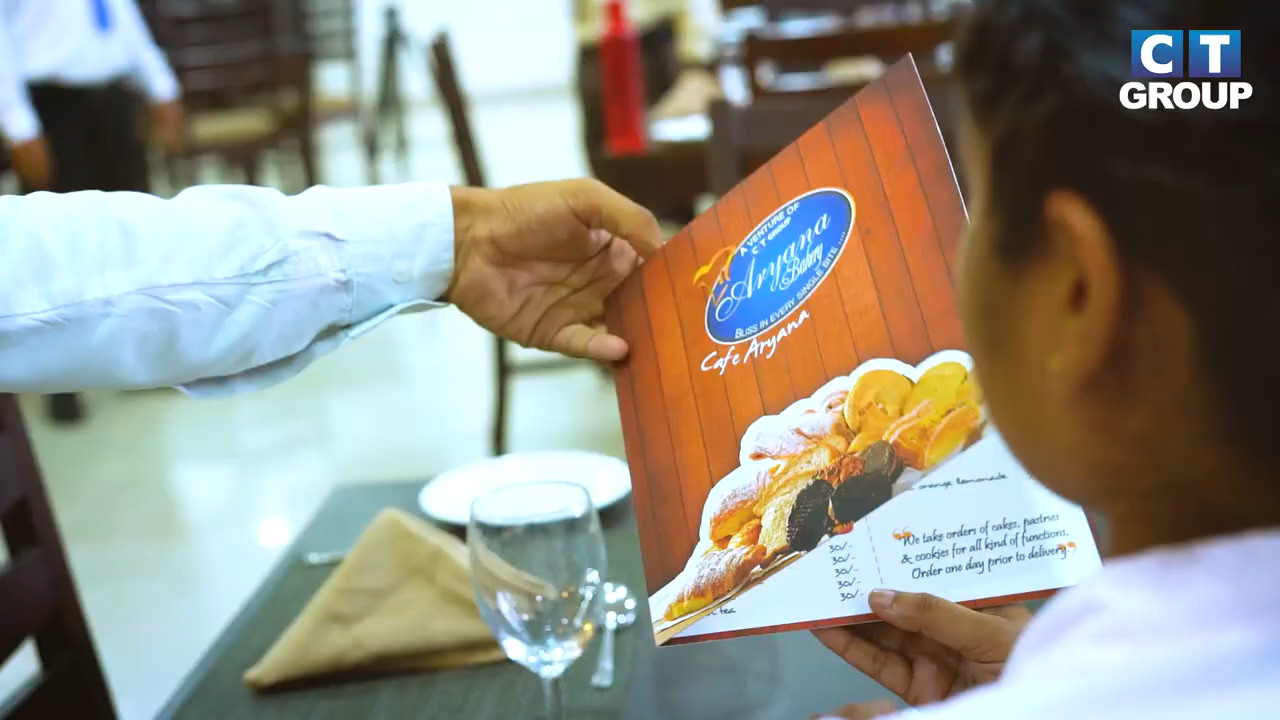 CT
GROUP
A VENTURE OF
CT GROUP
Aryana
Bakery
BLISS IN EVERY SINGLE BITE....
Cafe Aryana
orange lemonade
30/-
30/-
30/-
30/-
30/-
tea
"We take orders of cakes, pastries
& cookies for all kind of functions.
Order one day prior to delivery"